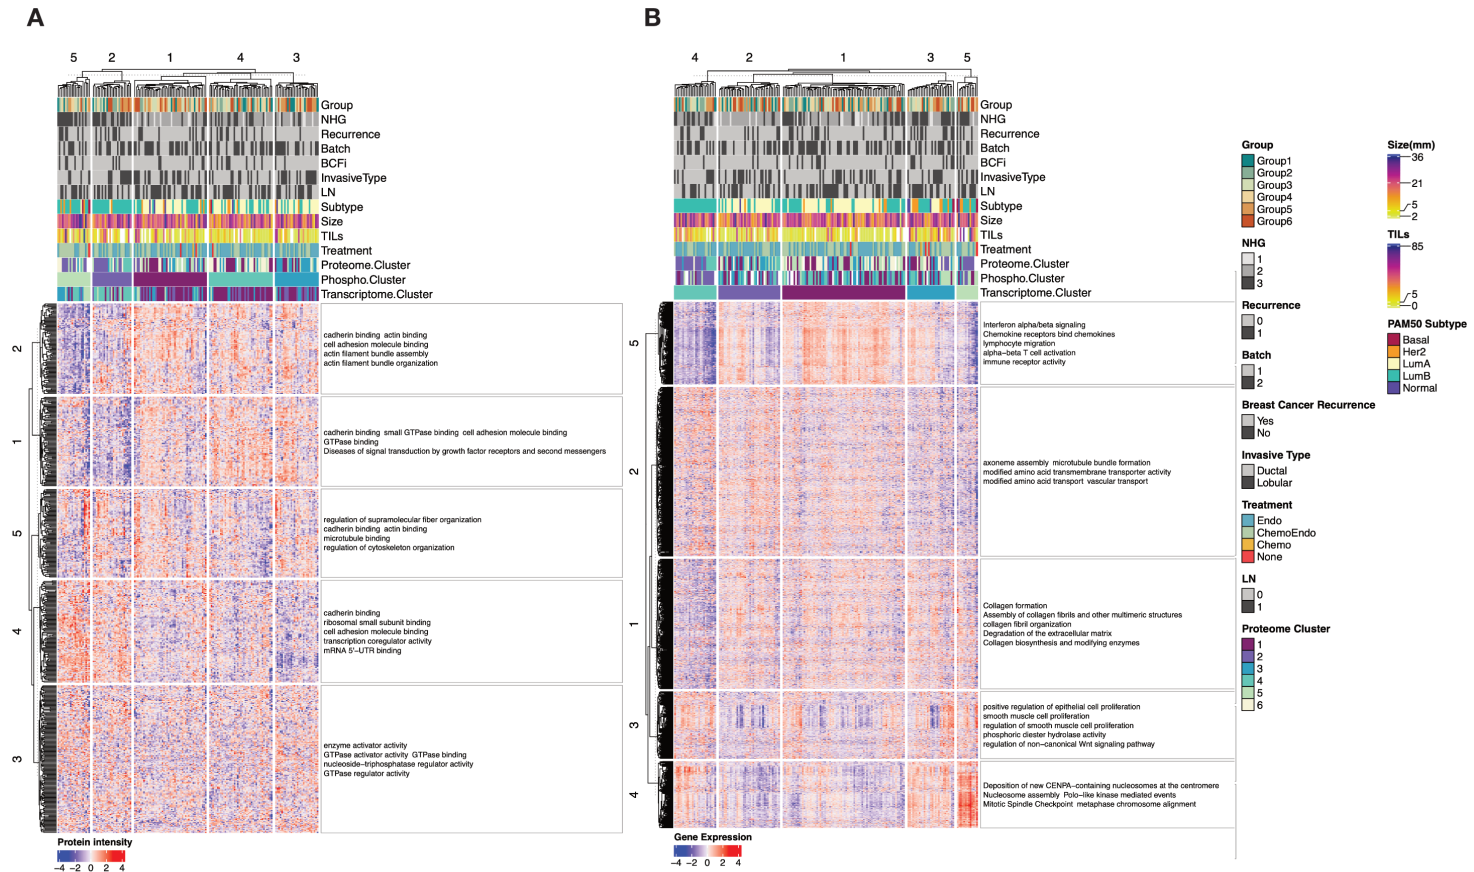 A
5 2 1 4 3
Group
NHG
Recurrence
Batch
BCFi
InvasiveType
LN
Subtype
Size
TILs
Treatment
Proteome.Cluster
Phospho.Cluster
Transcriptome.Cluster
2
cadherin binding actin binding
cell adhesion molecule binding
actin filament bundle assembly
actin filament bundle organization
1
cadherin binding small GTPase binding cell adhesion molecule binding
GTPase binding
Diseases of signal transduction by growth factor receptors and second messengers
5
regulation of supramolecular fiber organization
cadherin binding actin binding
microtubule binding
regulation of cytoskeleton organization
4
cadherin binding
ribosomal small subunit binding
cell adhesion molecule binding
transcription coregulator activity
mRNA 5'−UTR binding
3
enzyme activator activity
GTPase activator activity GTPase binding
nucleoside−triphosphatase regulator activity
GTPase regulator activity
Protein intensity
−4 −2 0 2 4
B
4 2 1 3 5
Group
NHG
Recurrence
Batch
BCFi
InvasiveType
LN
Subtype
Size
TILs
Treatment
Proteome.Cluster
Phospho.Cluster
Transcriptome.Cluster
5
Interferon alpha/beta signaling
Chemokine receptors bind chemokines
lymphocyte migration
alpha−beta T cell activation
immune receptor activity
2
axoneme assembly microtubule bundle formation
modified amino acid transmembrane transporter activity
modified amino acid transport vascular transport
1
Collagen formation
Assembly of collagen fibrils and other multimeric structures
collagen fibril organization
Degradation of the extracellular matrix
Collagen biosynthesis and modifying enzymes
3
positive regulation of epithelial cell proliferation
smooth muscle cell proliferation
regulation of smooth muscle cell proliferation
phosphoric diester hydrolase activity
regulation of non−canonical Wnt signaling pathway
4
Deposition of new CENPA−containing nucleosomes at the centromere
Nucleosome assembly Polo−like kinase mediated events
Mitotic Spindle Checkpoint metaphase chromosome alignment
Gene Expression
−4 −2 0 2 4
Group
Group1
Group2
Group3
Group4
Group5
Group6
NHG
1
2
3
Recurrence
0
1
Batch
1
2
Breast Cancer Recurrence
Yes
No
Invasive Type
Ductal
Lobular
Treatment
Endo
ChemoEndo
Chemo
None
LN
0
1
Proteome Cluster
1
2
3
4
5
6
Size(mm)
36
21
5
2
TILs
85
5
0
PAM50 Subtype
Basal
Her2
LumA
LumB
Normal